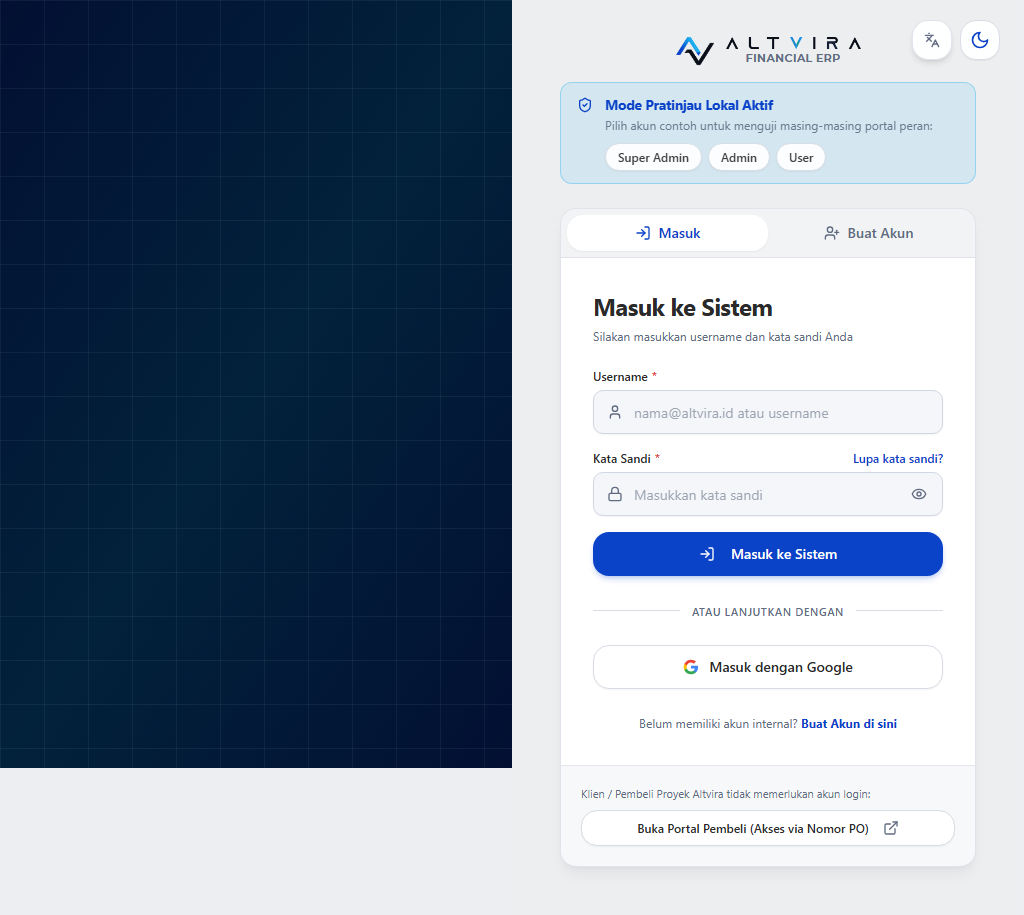 ALTVIRA
FINANCIAL ERP
Mode Pratinjau Lokal Aktif
Pilih akun contoh untuk menguji masing-masing portal peran:
Super Admin
Admin
User
Masuk
Buat Akun
Masuk ke Sistem
Silakan masukkan username dan kata sandi Anda
Username *
nama@altvira.id atau username
Kata Sandi *
Lupa kata sandi?
Masukkan kata sandi
Masuk ke Sistem
ATAU LANJUTKAN DENGAN
Masuk dengan Google
Belum memiliki akun internal? Buat Akun di sini
Klien / Pembeli Proyek Altvira tidak memerlukan akun login:
Buka Portal Pembeli (Akses via Nomor PO)